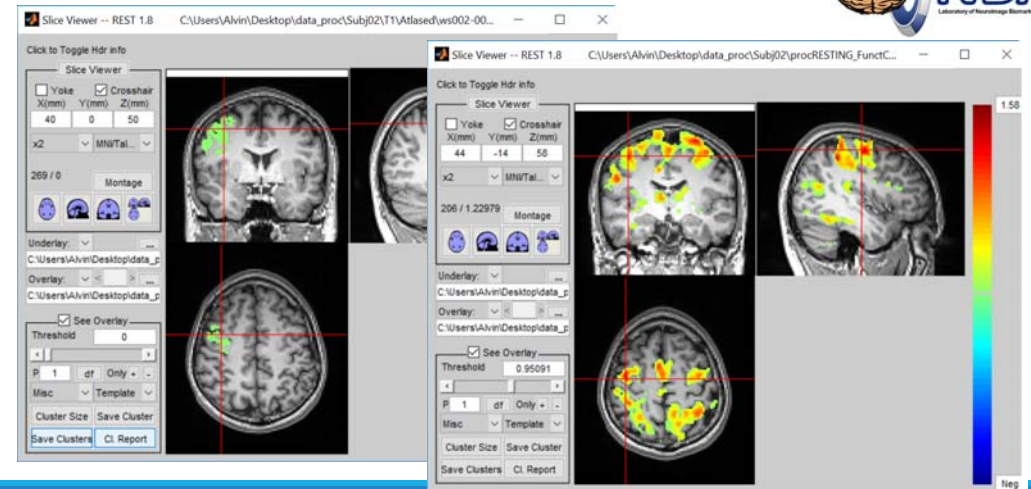 Laboratory of Neuroimage Biomark
Slice Viewer -- REST 1.8 C:\Users\Alvin\Desktop\data_proc\Subj02\T1\Atlased\ws002-00...
Click to Toggle Hdr info
Slice Viewer
Yoke Crosshair
X(mm) Y(mm) Z(mm)
40 0 50
x2 MNI/Tal...
269 / 0 Montage
Underlay: ...
C:\Users\Alvin\Desktop\data_p
Overlay: < > ...
C:\Users\Alvin\Desktop\data_p
See Overlay
Threshold 0
P 1 df Only + -
Misc Template
Cluster Size Save Cluster
Save Clusters Cl. Report
Slice Viewer -- REST 1.8 C:\Users\Alvin\Desktop\data_proc\Subj02\procRESTING_FunctC...
Click to Toggle Hdr info
Slice Viewer
Yoke Crosshair
X(mm) Y(mm) Z(mm)
44 -14 58
x2 MNI/Tal...
206 / 1.22979 Montage
Underlay: ...
C:\Users\Alvin\Desktop\data_p
Overlay: < > ...
C:\Users\Alvin\Desktop\data_p
See Overlay
Threshold 0.95091
P 1 df Only + -
Misc Template
Cluster Size Save Cluster
Save Clusters Cl. Report
1.58
Neg